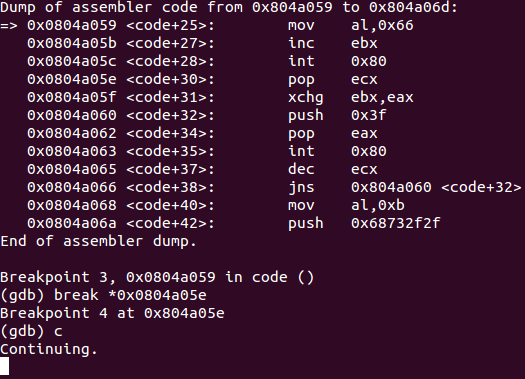 Dump of assembler code from 0x804a059 to 0x804a06d:
=> 0x0804a059 <code+25>: mov al,0x66
0x0804a05b <code+27>: inc ebx
0x0804a05c <code+28>: int 0x80
0x0804a05e <code+30>: pop ecx
0x0804a05f <code+31>: xchg ebx,eax
0x0804a060 <code+32>: push 0x3f
0x0804a062 <code+34>: pop eax
0x0804a063 <code+35>: int 0x80
0x0804a065 <code+37>: dec ecx
0x0804a066 <code+38>: jns 0x804a060 <code+32>
0x0804a068 <code+40>: mov al,0xb
0x0804a06a <code+42>: push 0x68732f2f
End of assembler dump.
Breakpoint 3, 0x0804a059 in code ()
(gdb) break *0x0804a05e
Breakpoint 4 at 0x804a05e
(gdb) c
Continuing.